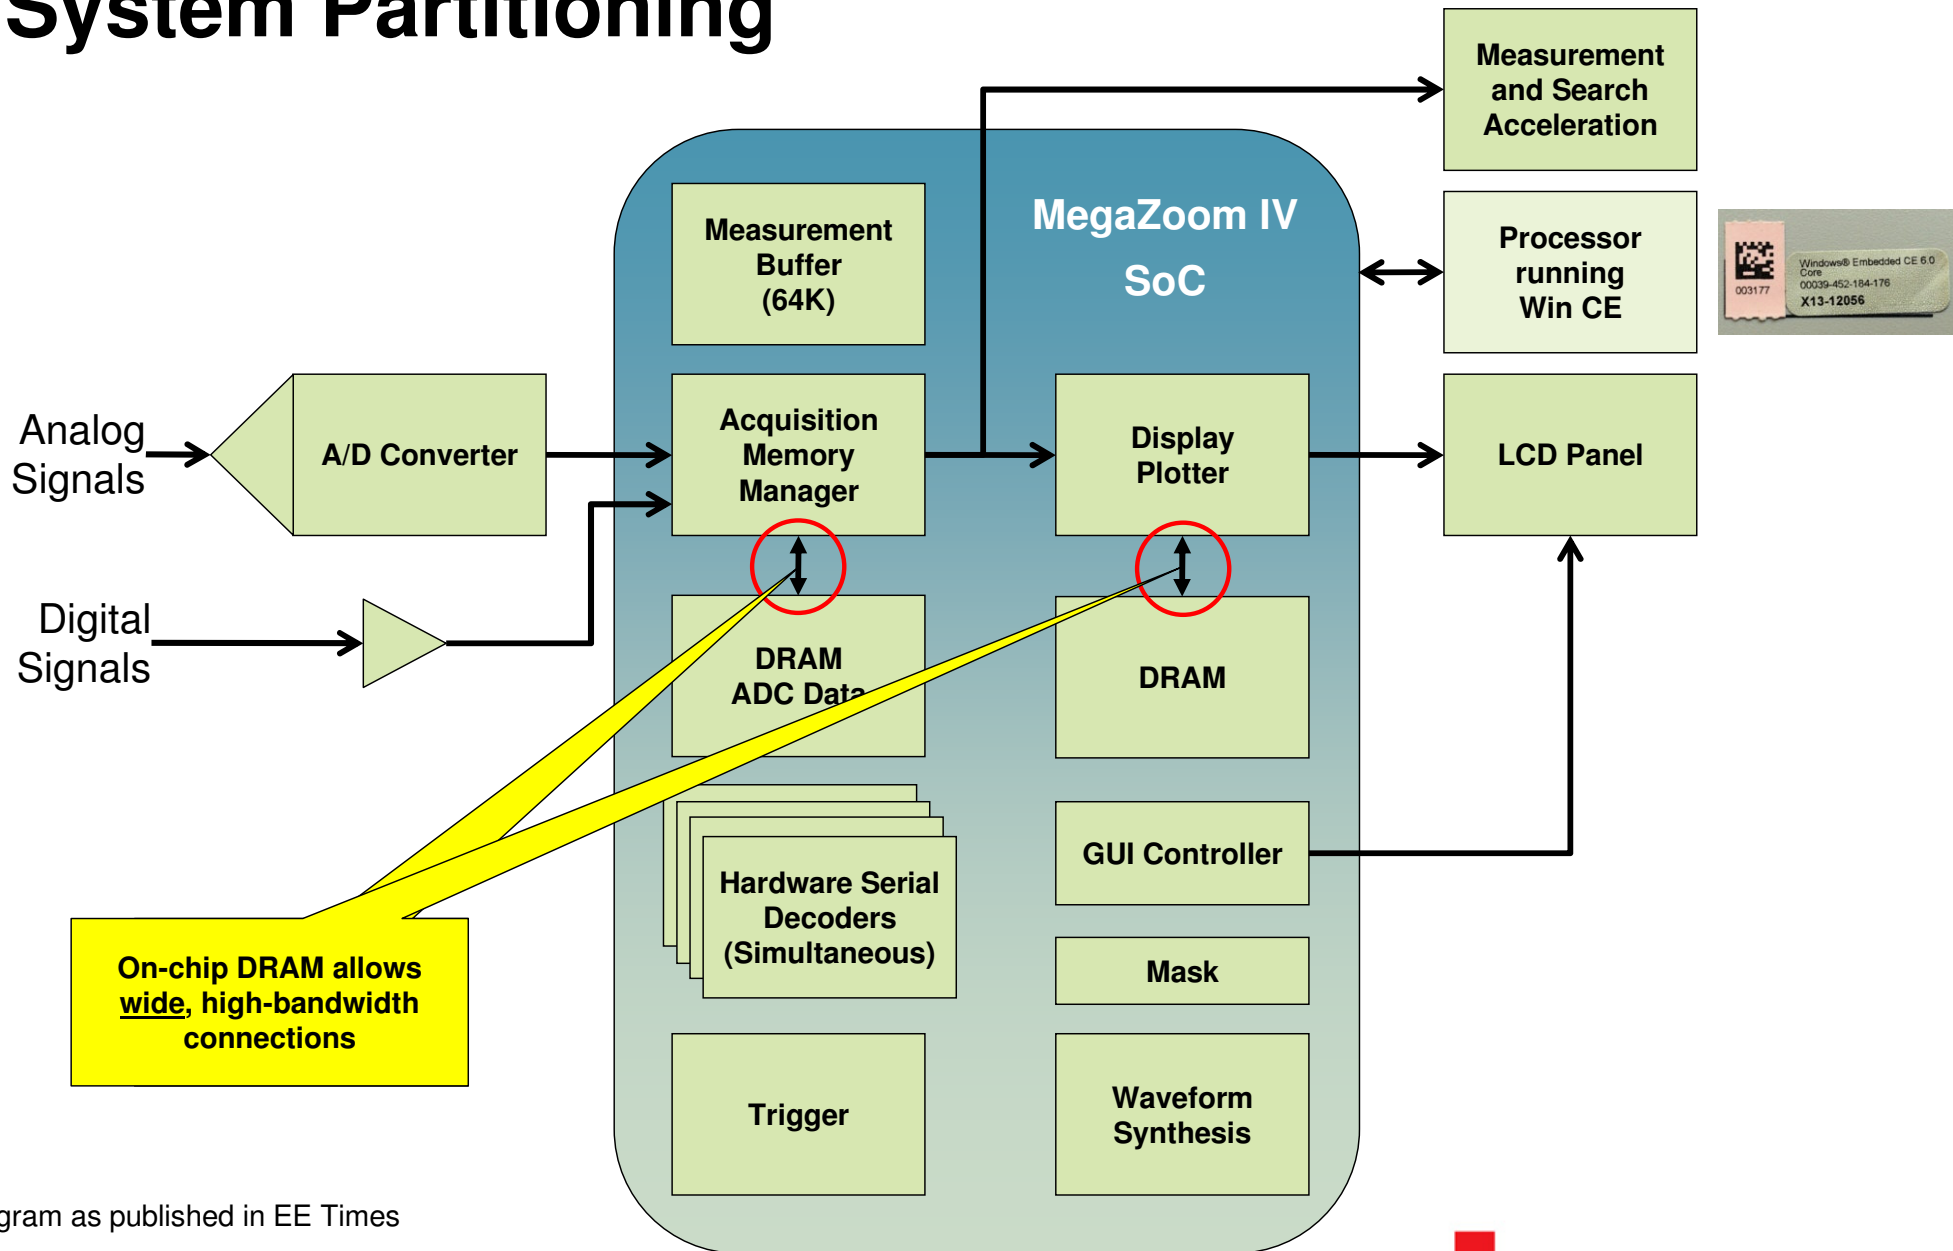 System Partitioning
Measurement
and Search
Acceleration
MegaZoom IV
SoC
Measurement
Buffer
(64K)
Processor
running
Win CE
003177
Windows® Embedded CE 6.0
Core
00039-452-184-176
X13-12056
Analog
Signals
A/D Converter
Acquisition
Memory
Manager
Display
Plotter
LCD Panel
Digital
Signals
DRAM
ADC Data
DRAM
Hardware Serial
Decoders
(Simultaneous)
GUI Controller
On-chip DRAM allows
wide, high-bandwidth
connections
Mask
Trigger
Waveform
Synthesis
gram as published in EE Times